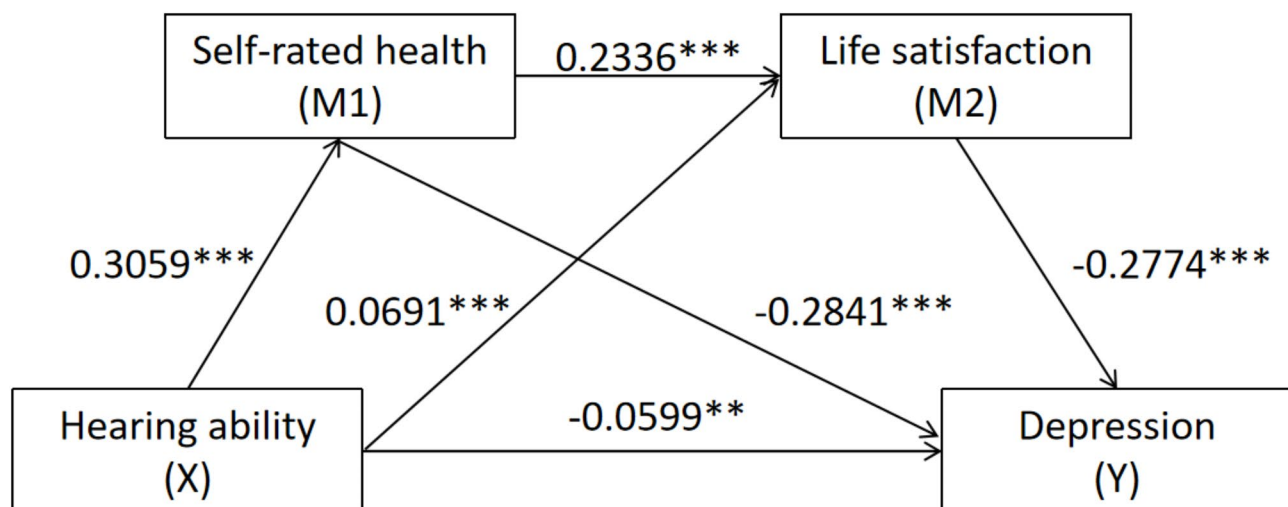 Self-rated health
(M1)
0.2336***
Life satisfaction
(M2)
0.3059***
0.0691***
-0.2841***
-0.2774***
Hearing ability
(X)
-0.0599**
Depression
(Y)